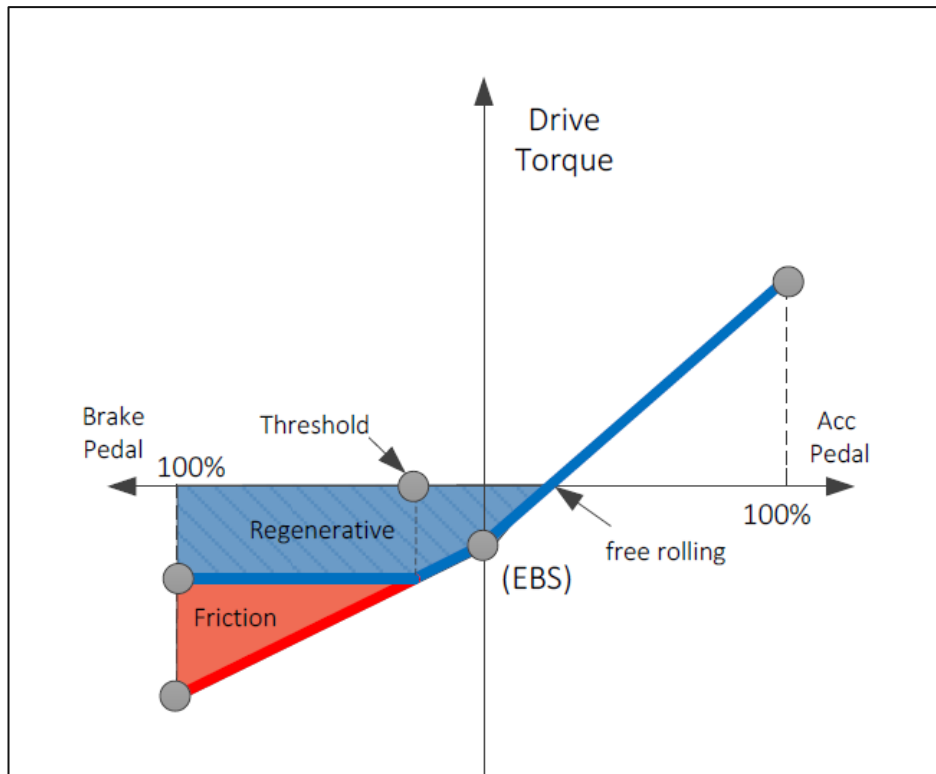 Drive
Torque
Brake
Pedal
Threshold
Acc
Pedal
100%
Regenerative
100%
free rolling
(EBS)
Friction